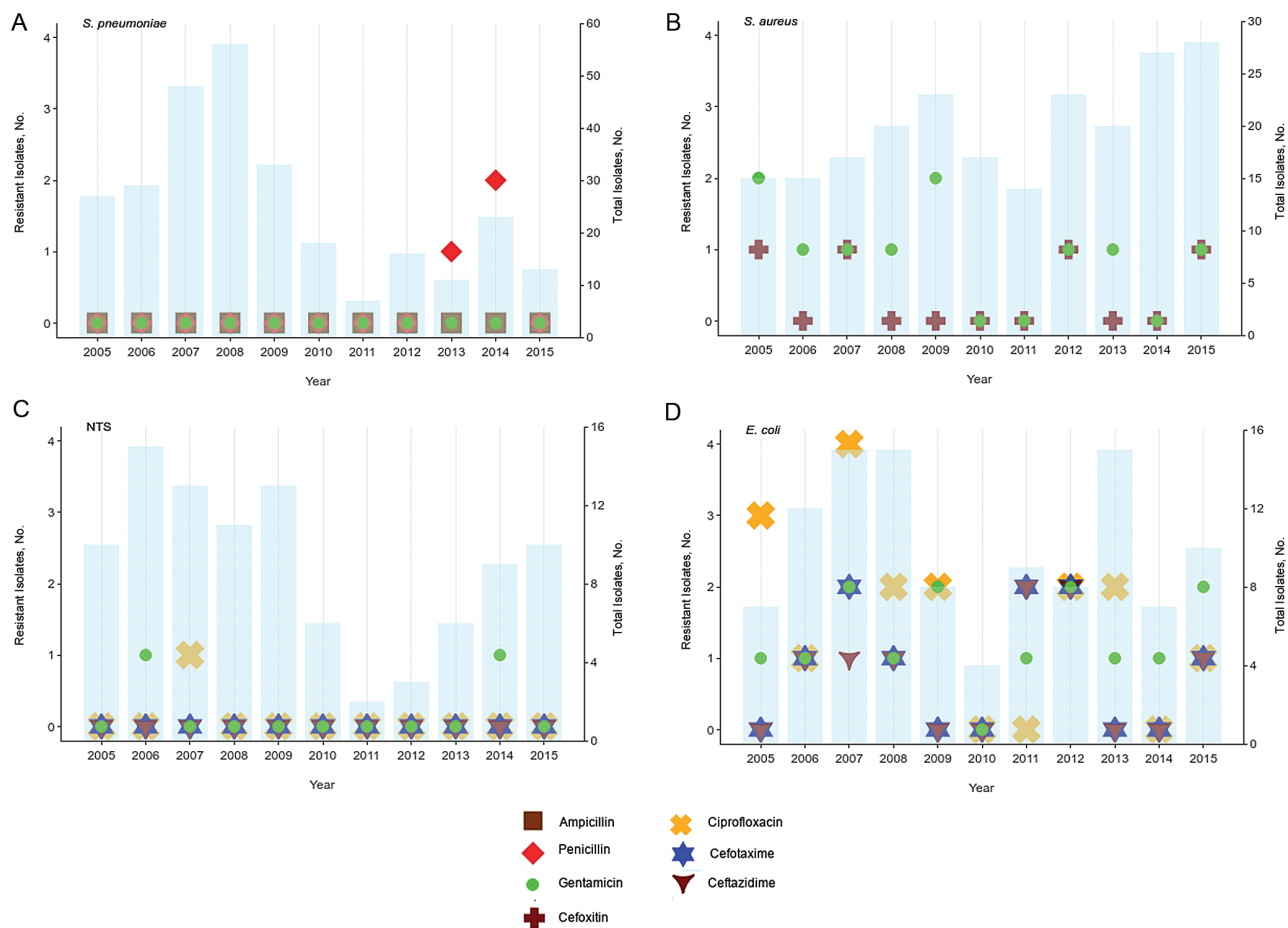 A
S. pneumoniae
4
3
2
1
0
Resistant Isolates, No.
60
50
40
30
20
10
0
Total Isolates, No.
2005 2006 2007 2008 2009 2010 2011 2012 2013 2014 2015
Year
B
S. aureus
4
3
2
1
0
Resistant Isolates, No.
30
27
23
20
15
10
8
5
0
Total Isolates, No.
2005 2006 2007 2008 2009 2010 2011 2012 2013 2014 2015
Year
C
NTS
4
3
2
1
0
Resistant Isolates, No.
16
12
8
4
0
Total Isolates, No.
2005 2006 2007 2008 2009 2010 2011 2012 2013 2014 2015
Year
D
E. coli
4
3
2
1
0
Resistant Isolates, No.
16
12
8
4
0
Total Isolates, No.
2005 2006 2007 2008 2009 2010 2011 2012 2013 2014 2015
Year
Ampicillin
Penicillin
Gentamicin
Cefoxitin
Ciprofloxacin
Cefotaxime
Ceftazidime